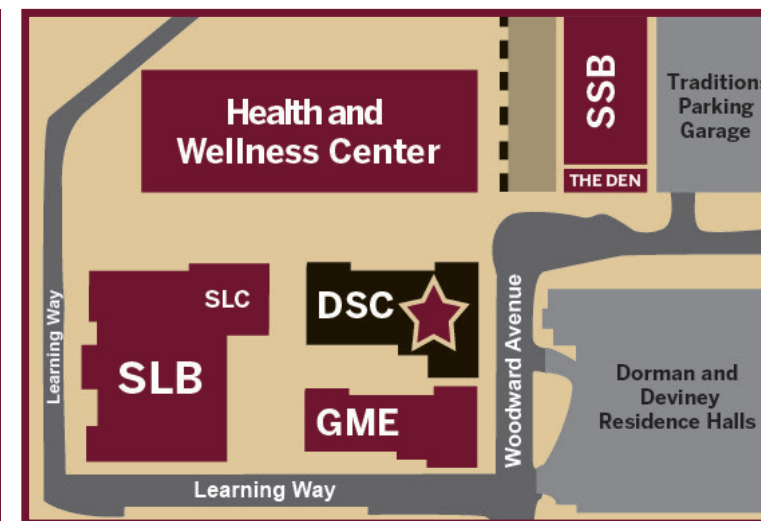 Health and
Wellness Center
SSB
THE DEN
Parking
Garage
SLC
SLB
DSC
GME
Learning Way
Learning Way
Woodward Avenue
Dorman and
Deviney
Residence Halls